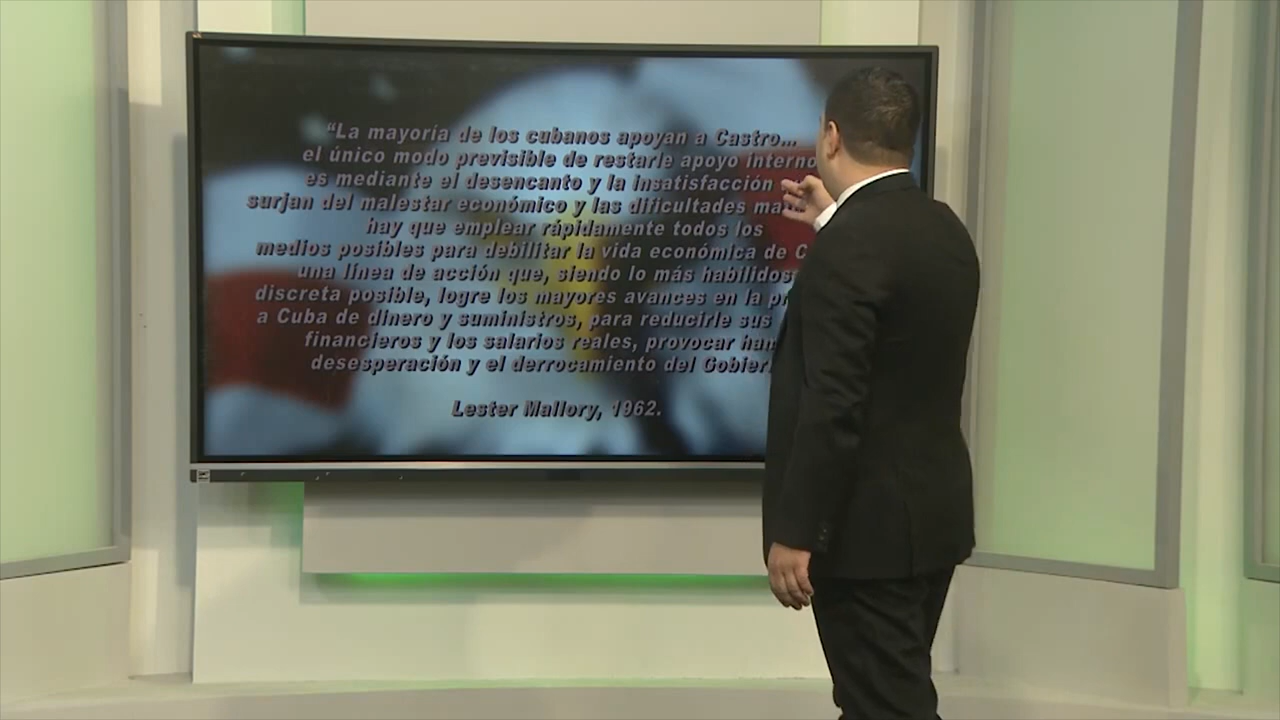 “La mayoría de los cubanos apoyan a Castro...
el único modo previsible de restarle apoyo interno
es mediante el desencanto y la insatisfacción
surjan del malestar económico y las dificultades
hay que emplear rápidamente todos los
medios posibles para debilitar la vida económica de
una línea de acción que, siendo lo más
discreta posible, logre los mayores avances en la
a Cuba de dinero y suministros, para reducirle sus
financieros y los salarios reales, provocar
desesperación y el derrocamiento del
Lester Mallory, 1962.